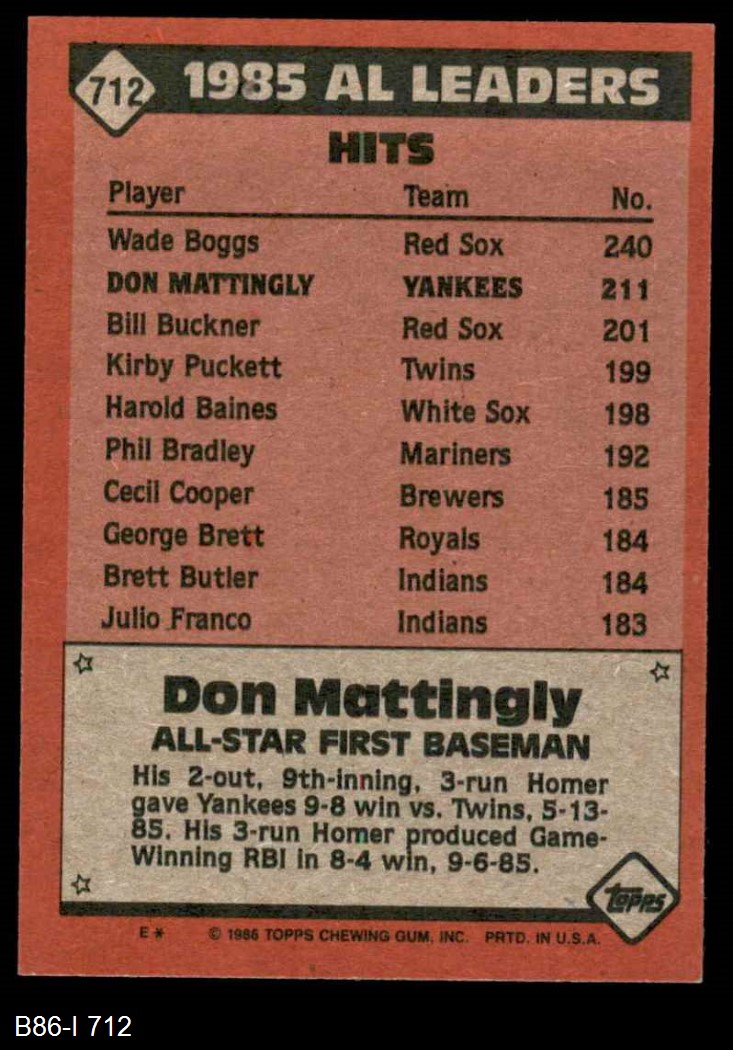 712 1985 AL LEADERS
HITS
Player Team No.
Wade Boggs Red Sox 240
DON MATTINGLY YANKEES 211
Bill Buckner Red Sox 201
Kirby Puckett Twins 199
Harold Baines White Sox 198
Phil Bradley Mariners 192
Cecil Cooper Brewers 185
George Brett Royals 184
Brett Butler Indians 184
Julio Franco Indians 183
Don Mattingly
ALL-STAR FIRST BASEMAN
His 2-out, 9th-inning, 3-run Homer
gave Yankees 9-8 win vs. Twins, 5-13-
85. His 3-run Homer produced Game-
Winning RBI in 8-4 win, 9-6-85.
topps
E* © 1986 TOPPS CHEWING GUM, INC. PRTD. IN U.S.A.
B86-I 712